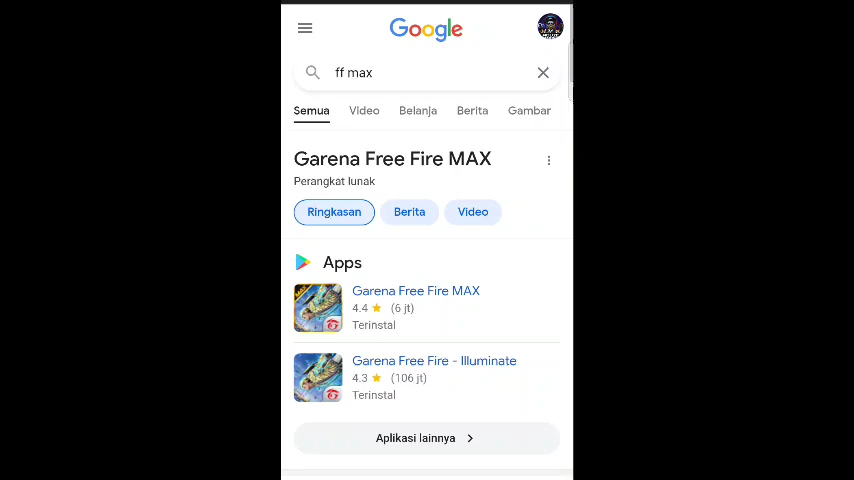 Google
ff max
Semua Video Belanja Berita Gambar
Garena Free Fire MAX
Perangkat lunak
Ringkasan Berita Video
Apps
Garena Free Fire MAX
4.4 ★ (6 jt)
Terinstal
Garena Free Fire - Illuminate
4.3 ★ (106 jt)
Terinstal
Aplikasi lainnya